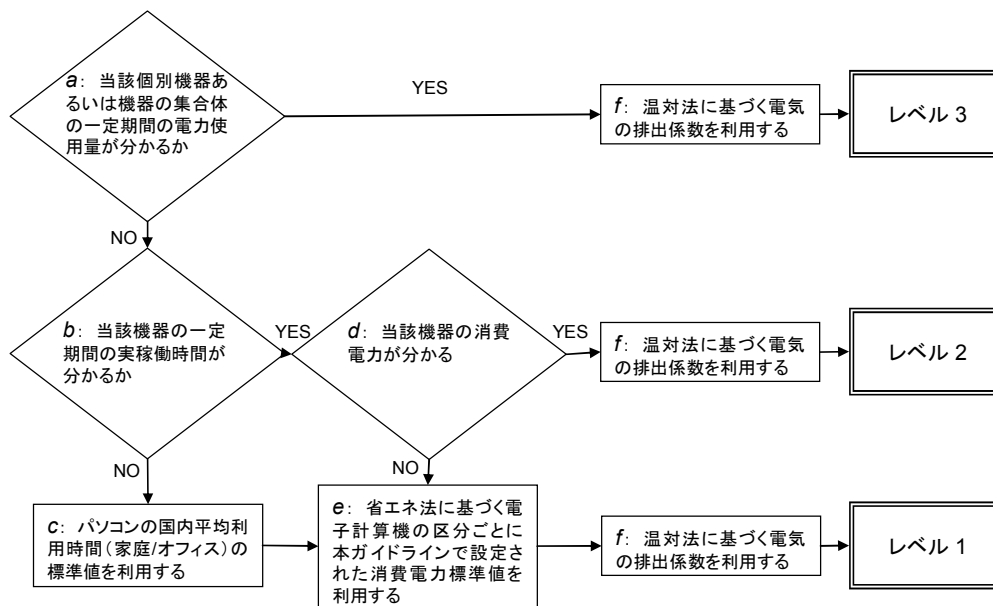 a: 当該個別機器あ
るいは機器の集合体
の一定期間の電力使
用量が分かるか
YES
f: 温対法に基づく電気
の排出係数を利用する
レベル 3
NO
b: 当該機器の一定
期間の実稼働時間が
分かるか
YES
d: 当該機器の消費
電力が分かる
YES
f: 温対法に基づく電気
の排出係数を利用する
レベル 2
NO
NO
c: パソコンの国内平均利
用時間(家庭/オフィス)の
標準値を利用する
e: 省エネ法に基づく電
子計算機の区分ごとに
本ガイドラインで設定され
た消費電力標準値を
利用する
f: 温対法に基づく電気
の排出係数を利用する
レベル 1